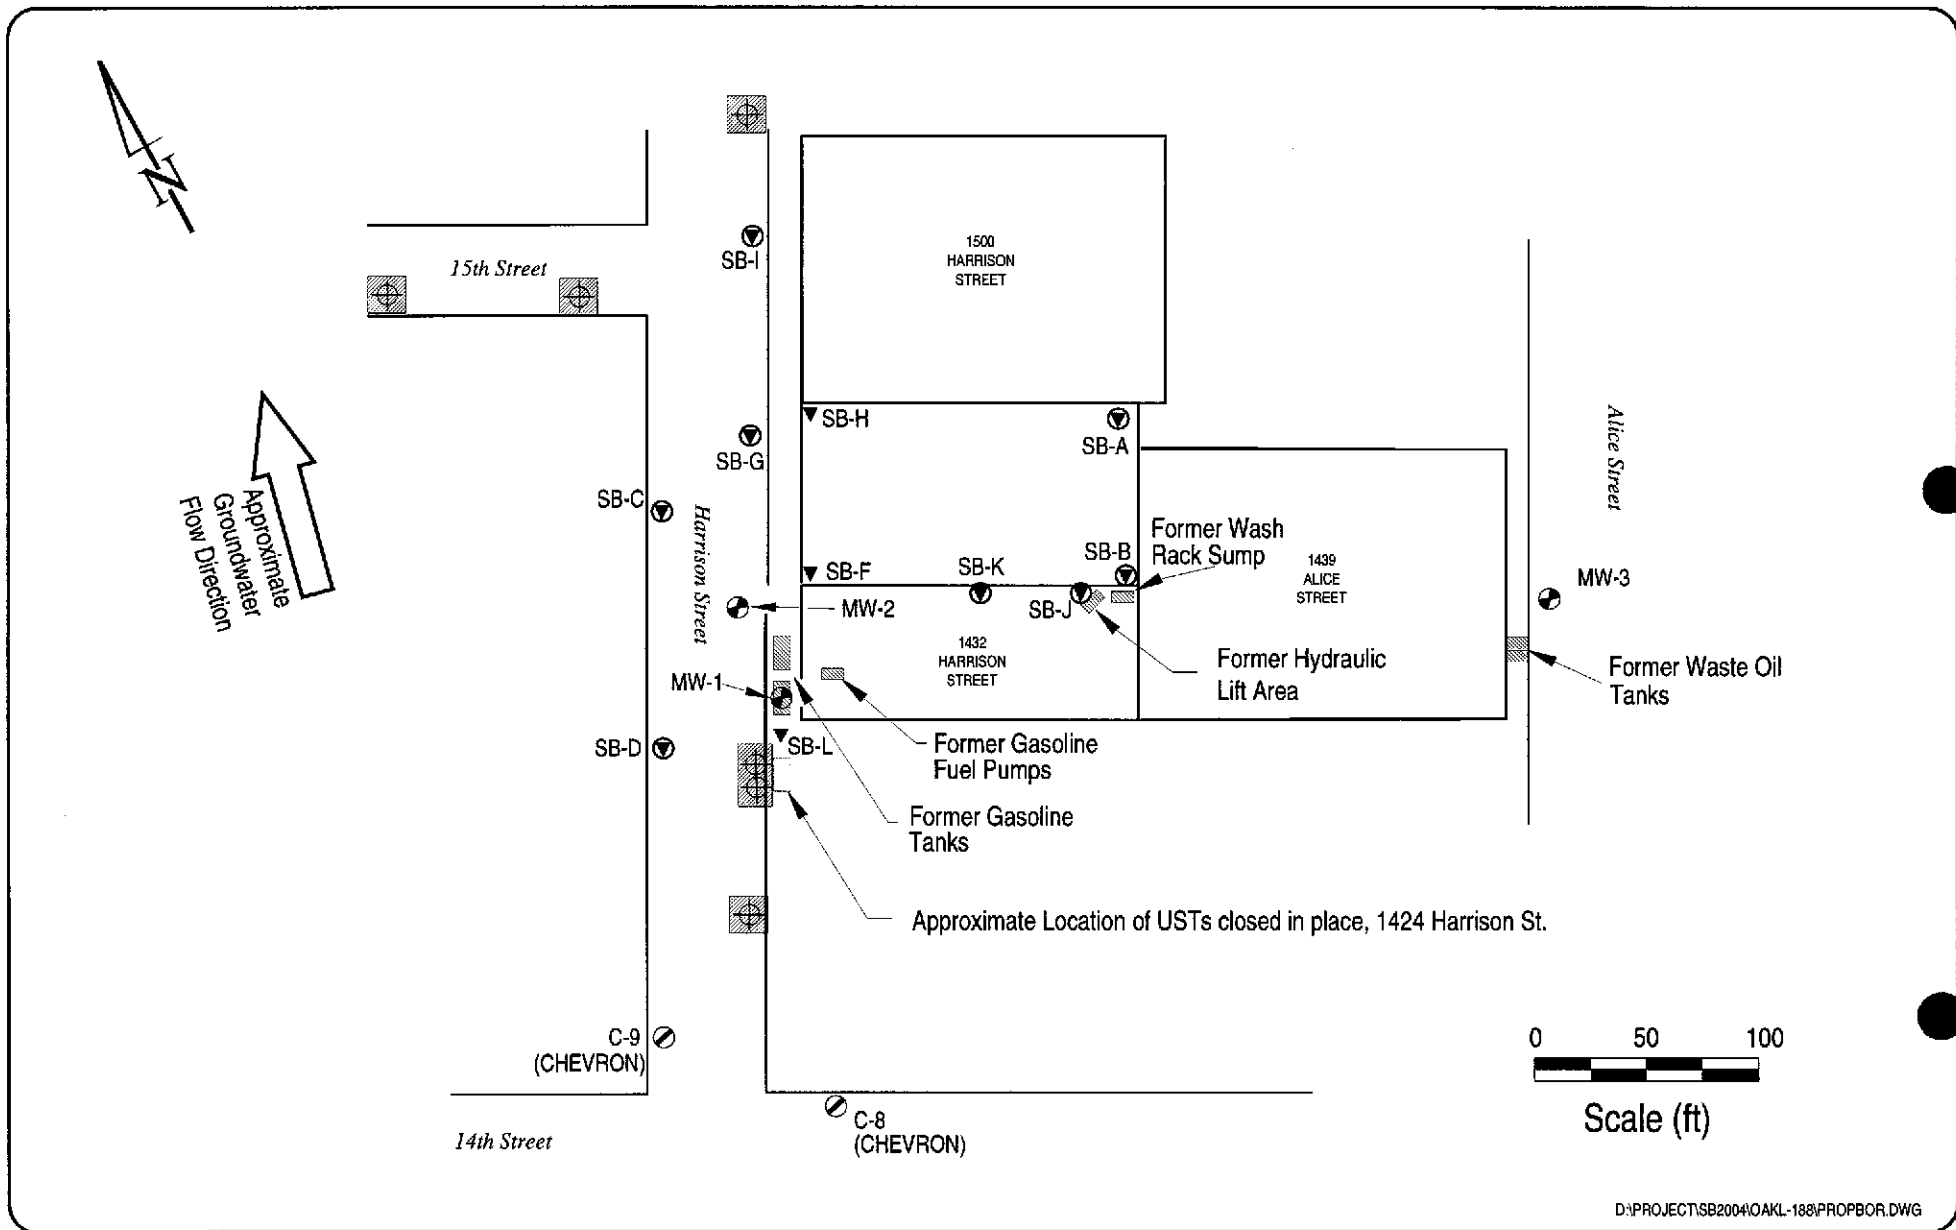 N
1500
HARRISON
STREET
SB-I
15th Street
SB-H
SB-A
SB-G
SB-C
Harrison Street
Alice Street
Approximate
Groundwater
Flow Direction
Former Wash
Rack Sump
SB-B
SB-K
SB-F
SB-J
1439
ALICE
STREET
MW-3
MW-2
1432
HARRISON
STREET
Former Hydraulic
Lift Area
Former Waste Oil
Tanks
MW-1
SB-D
SB-L
Former Gasoline
Fuel Pumps
Former Gasoline
Tanks
Approximate Location of USTs closed in place, 1424 Harrison St.
C-9
(CHEVRON)
C-8
(CHEVRON)
14th Street
0 50 100
Scale (ft)
D:\PROJECT\SB2004\OAKL-188\PROPBOR.DWG